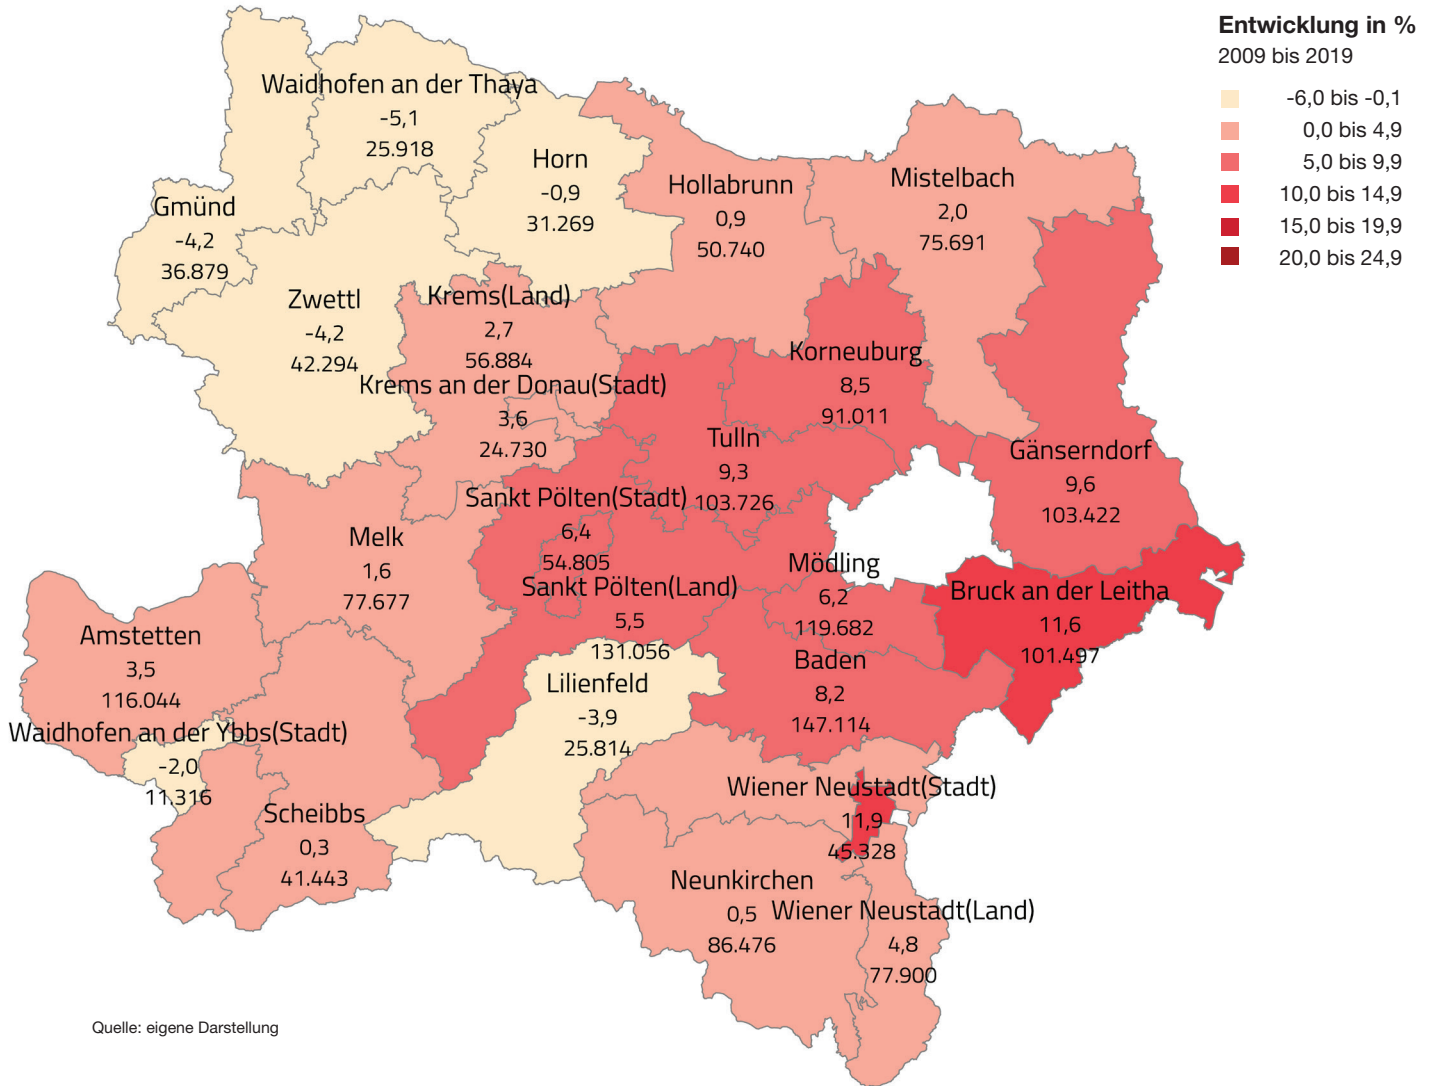 Entwicklung in %
2009 bis 2019
-6,0 bis -0,1
0,0 bis 4,9
5,0 bis 9,9
10,0 bis 14,9
15,0 bis 19,9
20,0 bis 24,9
Waidhofen an der Thaya
-5,1
25.918
Horn
-0,9
31.269
Hollabrunn
0,9
50.740
Mistelbach
2,0
75.691
Gmünd
-4,2
36.879
Zwettl
-4,2
42.294
Krems(Land)
2,7
56.884
Krems an der Donau(Stadt)
3,6
24.730
Korneuburg
8,5
91.011
Tulln
9,3
103.726
Gänserndorf
9,6
103.422
Sankt Pölten(Stadt)
6,4
54.805
Melk
1,6
77.677
Mödling
6,2
119.682
Sankt Pölten(Land)
5,5
131.056
Bruck an der Leitha
11,6
101.497
Amstetten
3,5
116.044
Baden
8,2
147.114
Lilienfeld
-3,9
25.814
Waidhofen an der Ybbs(Stadt)
-2,0
11.316
Wiener Neustadt(Stadt)
11,9
45.328
Scheibbs
0,3
41.443
Neunkirchen
0,5
86.476
Wiener Neustadt(Land)
4,8
77.900
Quelle: eigene Darstellung